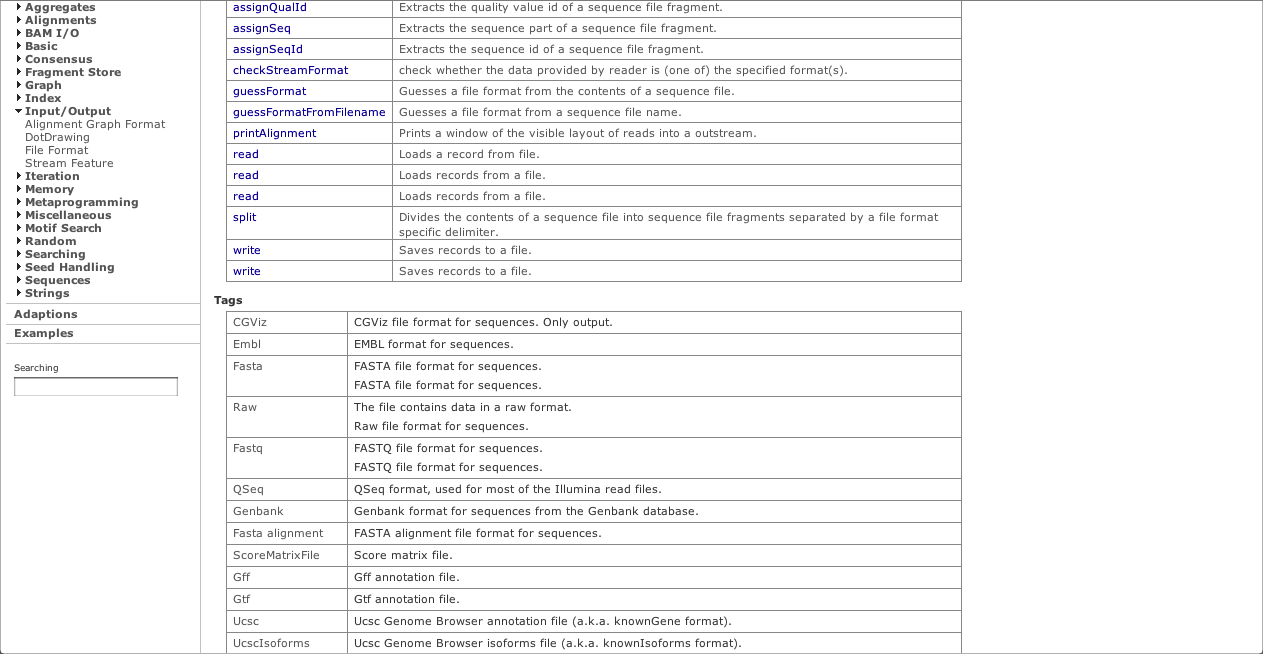 Aggregates
Alignments
BAM I/O
Basic
Consensus
Fragment Store
Graph
Index
Input/Output
Alignment Graph Format
DotDrawing
File Format
Stream Feature
Iteration
Memory
Metaprogramming
Miscellaneous
Motif Search
Random
Searching
Seed Handling
Sequences
Strings
Adaptions
Examples
Searching
assignQualId Extracts the quality value id of a sequence file fragment.
assignSeq Extracts the sequence part of a sequence file fragment.
assignSeqId Extracts the sequence id of a sequence file fragment.
checkStreamFormat check whether the data provided by reader is (one of) the specified format(s).
guessFormat Guesses a file format from the contents of a sequence file.
guessFormatFromFilename Guesses a file format from a sequence file name.
printAlignment Prints a window of the visible layout of reads into a outstream.
read Loads a record from file.
read Loads records from a file.
read Loads records from a file.
split Divides the contents of a sequence file into sequence file fragments separated by a file format
specific delimiter.
write Saves records to a file.
write Saves records to a file.
Tags
CGViz CGViz file format for sequences. Only output.
Embl EMBL format for sequences.
Fasta FASTA file format for sequences.
FASTA file format for sequences.
Raw The file contains data in a raw format.
Raw file format for sequences.
Fastq FASTQ file format for sequences.
FASTQ file format for sequences.
QSeq QSeq format, used for most of the Illumina read files.
Genbank Genbank format for sequences from the Genbank database.
Fasta alignment FASTA alignment file format for sequences.
ScoreMatrixFile Score matrix file.
Gff Gff annotation file.
Gtf Gtf annotation file.
Ucsc Ucsc Genome Browser annotation file (a.k.a. knownGene format).
UcscIsoforms Ucsc Genome Browser isoforms file (a.k.a. knownIsoforms format).